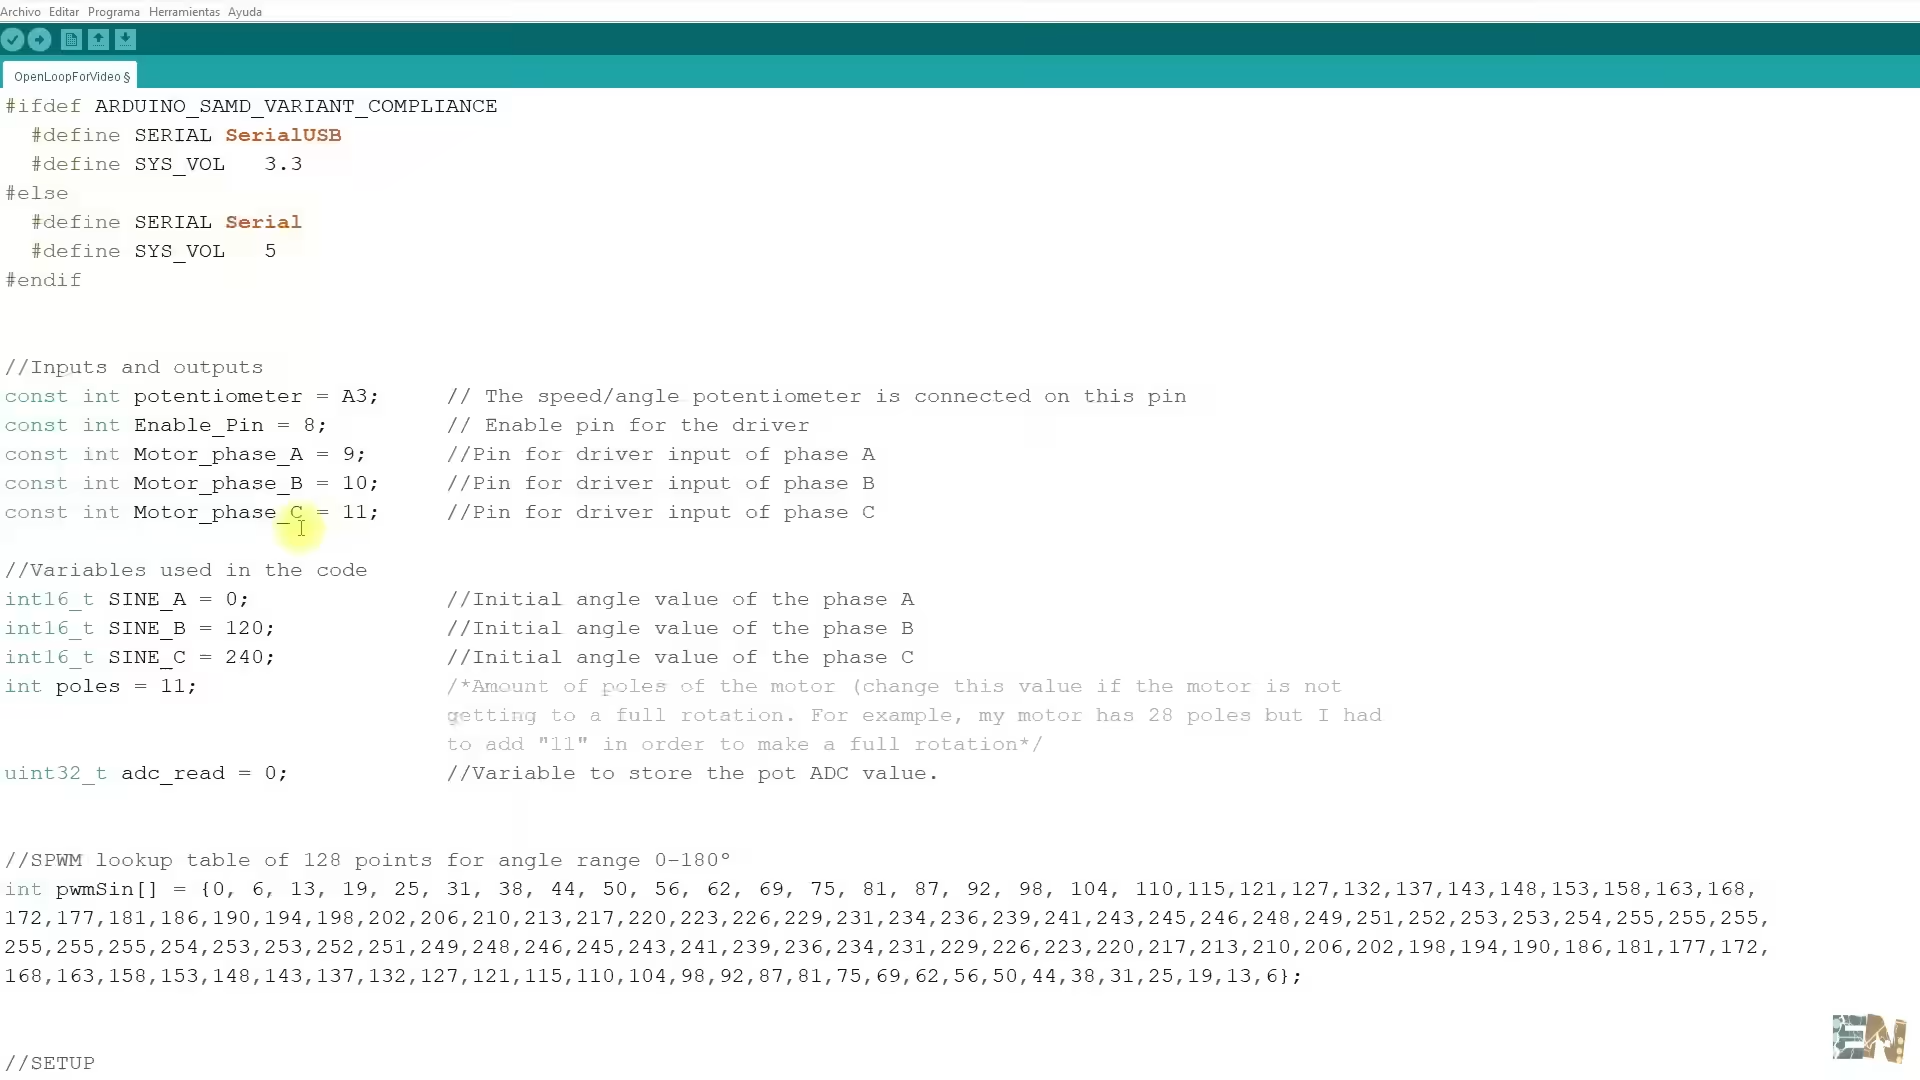 Archivo Editar Programa Herramientas Ayuda
OpenLoopForVideo §
#ifdef ARDUINO_SAMD_VARIANT_COMPLIANCE
#define SERIAL SerialUSB
#define SYS_VOL 3.3
#else
#define SERIAL Serial
#define SYS_VOL 5
#endif
//Inputs and outputs
const int potentiometer = A3; // The speed/angle potentiometer is connected on this pin
const int Enable_Pin = 8; // Enable pin for the driver
const int Motor_phase_A = 9; //Pin for driver input of phase A
const int Motor_phase_B = 10; //Pin for driver input of phase B
const int Motor_phase_C = 11; //Pin for driver input of phase C
//Variables used in the code
int16_t SINE_A = 0; //Initial angle value of the phase A
int16_t SINE_B = 120; //Initial angle value of the phase B
int16_t SINE_C = 240; //Initial angle value of the phase C
int poles = 11; /*Amount of poles of the motor (change this value if the motor is not
getting to a full rotation. For example, my motor has 28 poles but I had
to add "11" in order to make a full rotation*/
uint32_t adc_read = 0; //Variable to store the pot ADC value.
//SPWM lookup table of 128 points for angle range 0-180º
int pwmSin[] = {0, 6, 13, 19, 25, 31, 38, 44, 50, 56, 62, 69, 75, 81, 87, 92, 98, 104, 110,115,121,127,132,137,143,148,153,158,163,168,
172,177,181,186,190,194,198,202,206,210,213,217,220,223,226,229,231,234,236,239,241,243,245,246,248,249,251,252,253,253,254,255,255,255,
255,255,255,254,253,253,252,251,249,248,246,245,243,241,239,236,234,231,229,226,223,220,217,213,210,206,202,198,194,190,186,181,177,172,
168,163,158,153,148,143,137,132,127,121,115,110,104,98,92,87,81,75,69,62,56,50,44,38,31,25,19,13,6};
//SETUP
EN